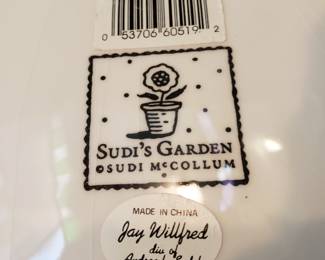 0 53706 60519 2
SUDI'S GARDEN
© SUDI MCCOLLUM
MADE IN CHINA
Jay Willfred
div of